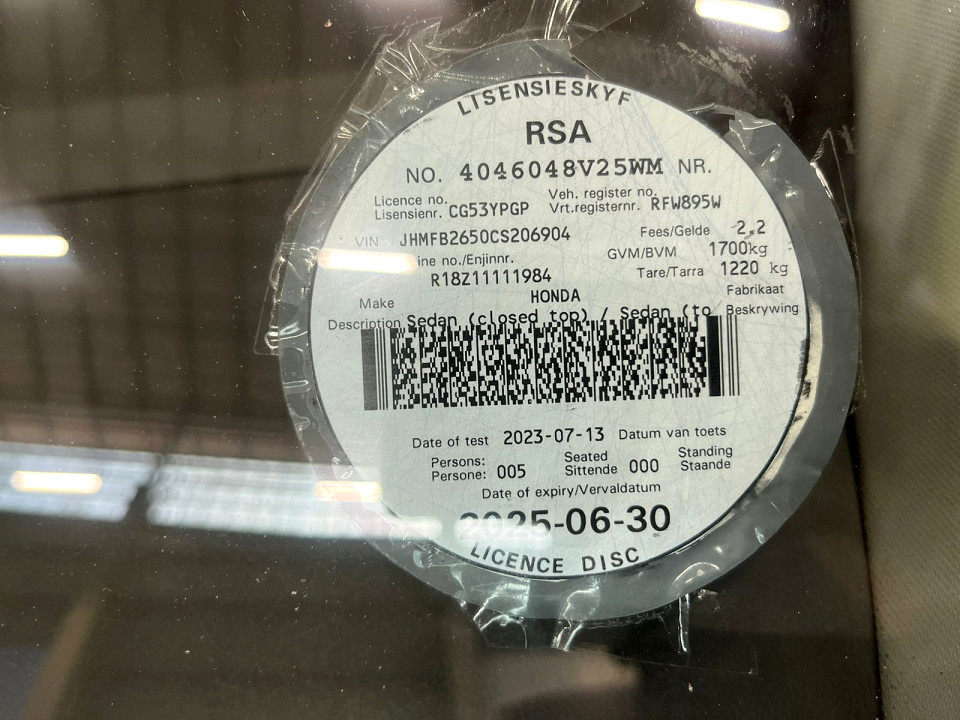 LISENSIESKYF
RSA
NO. 4046048V25WM NR.
Licence no. Veh. register no.
Lisensienr. CG53YPGP Vrt.registernr. RFW895W
VIN JHMFB2650CS206904 Fees/Gelde -2.2
GVM/BVM 1700kg
ine no./Enjinnr. Tare/Tarra 1220 kg
R18Z11111984
Make HONDA Fabrikaat
Description Sedan (closed top) / Sedan (to Beskrywing
Date of test 2023-07-13 Datum van toets
Persons: Seated Standing
Persone: 005 Sittende 000 Staande
Date of expiry/Vervaldatum
2025-06-30
LICENCE DISC